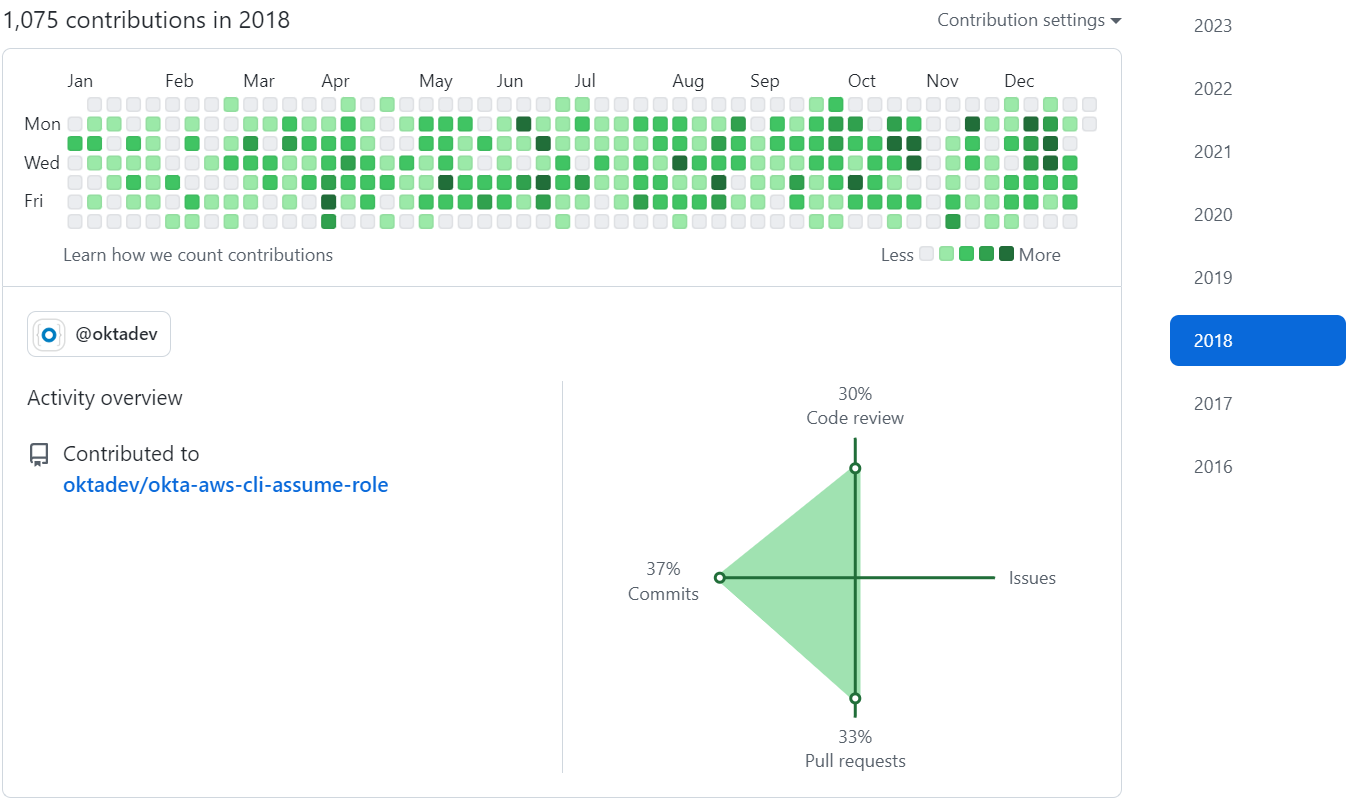 1,075 contributions in 2018
Contribution settings
Jan Feb Mar Apr May Jun Jul Aug Sep Oct Nov Dec
Mon
Wed
Fri
Learn how we count contributions
Less More
@oktadev
Activity overview
Contributed to
oktadev/okta-aws-cli-assume-role
30%
Code review
37%
Commits
Issues
33%
Pull requests
2023
2022
2021
2020
2019
2018
2017
2016